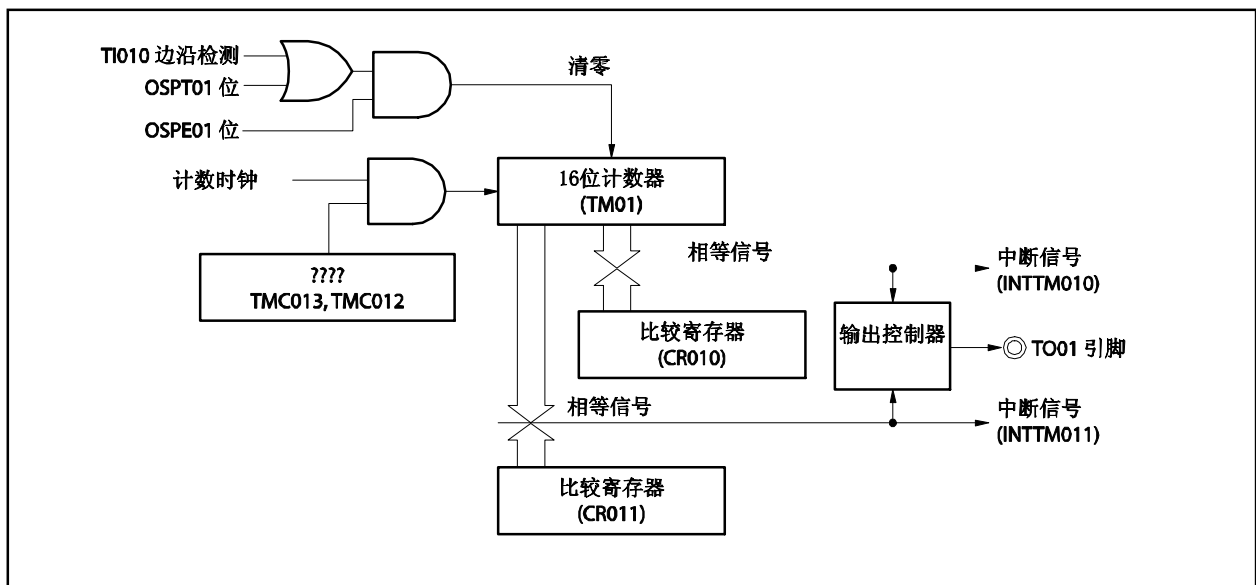 TI010 边沿检测
OSPT01 位
OSPE01 位
清零
计数时钟
16位计数器
(TM01)
????
TMC013, TMC012
相等信号
比较寄存器
(CR010)
中断信号
(INTTM010)
输出控制器
TO01 引脚
相等信号
中断信号
(INTTM011)
比较寄存器
(CR011)